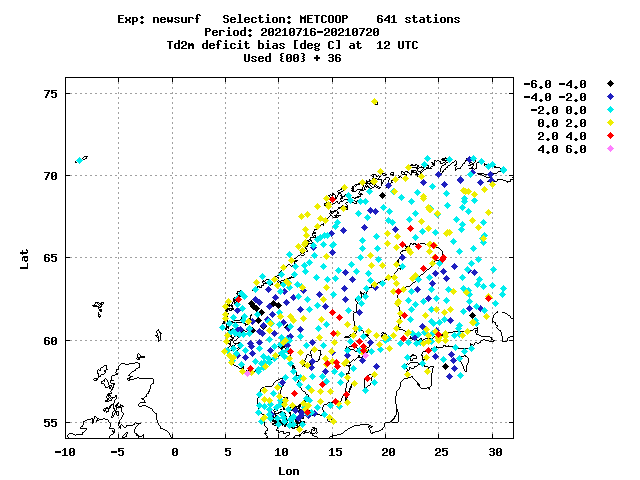 Exp: newsurf   Selection: METCOOP    641 stations
Period: 20210716-20210720
Td2m deficit bias [deg C] at  12 UTC
Used {00} + 36
-6.0 -4.0
-4.0 -2.0
-2.0 0.0
0.0 2.0
2.0 4.0
4.0 6.0
75
70
65
60
55
Lat
-10 -5 0 5 10 15 20 25 30
Lon